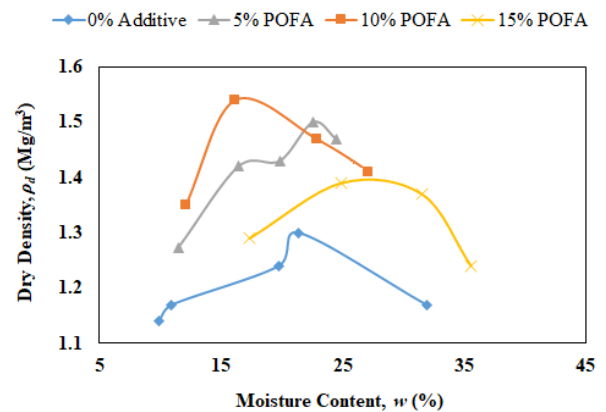 0% Additive 5% POFA 10% POFA 15% POFA
1.6
1.5
1.4
1.3
1.2
1.1
5 15 25 35 45
Dry Density, ρd (Mg/m³)
Moisture Content, w (%)